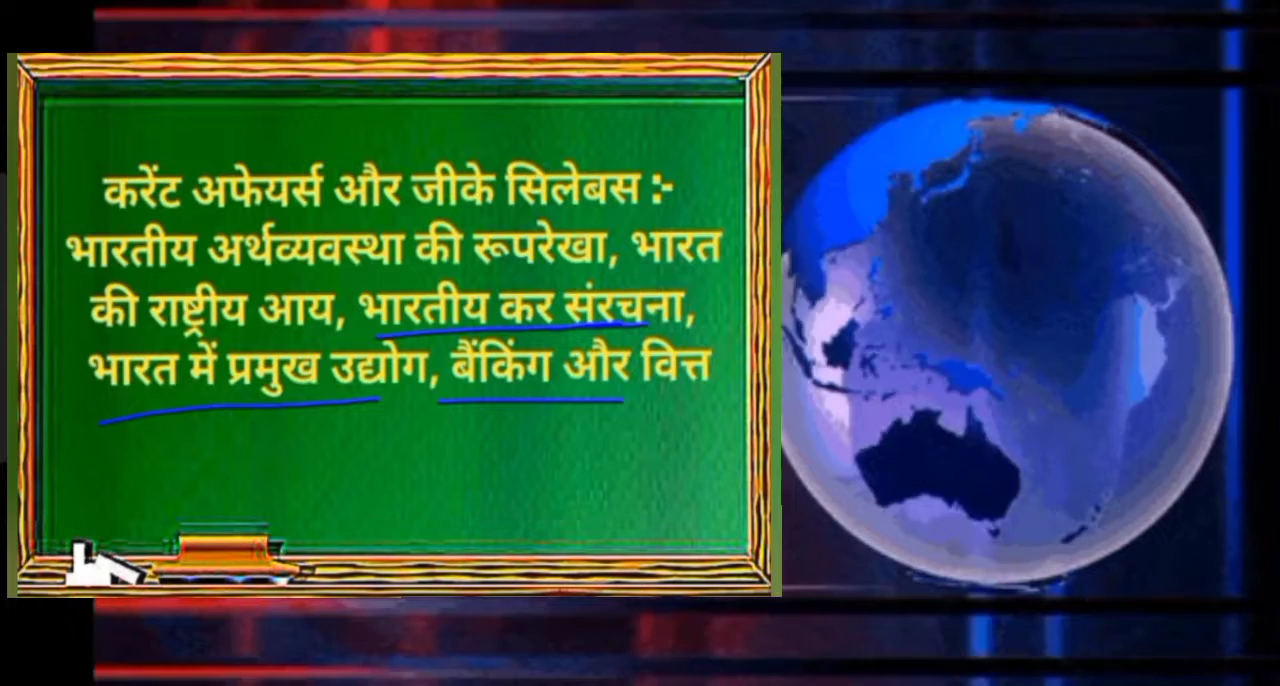 करेंट अफेयर्स और जीके सिलेबस :-
भारतीय अर्थव्यवस्था की रूपरेखा, भारत
की राष्ट्रीय आय, भारतीय कर संरचना,
भारत में प्रमुख उद्योग, बैंकिंग और वित्त